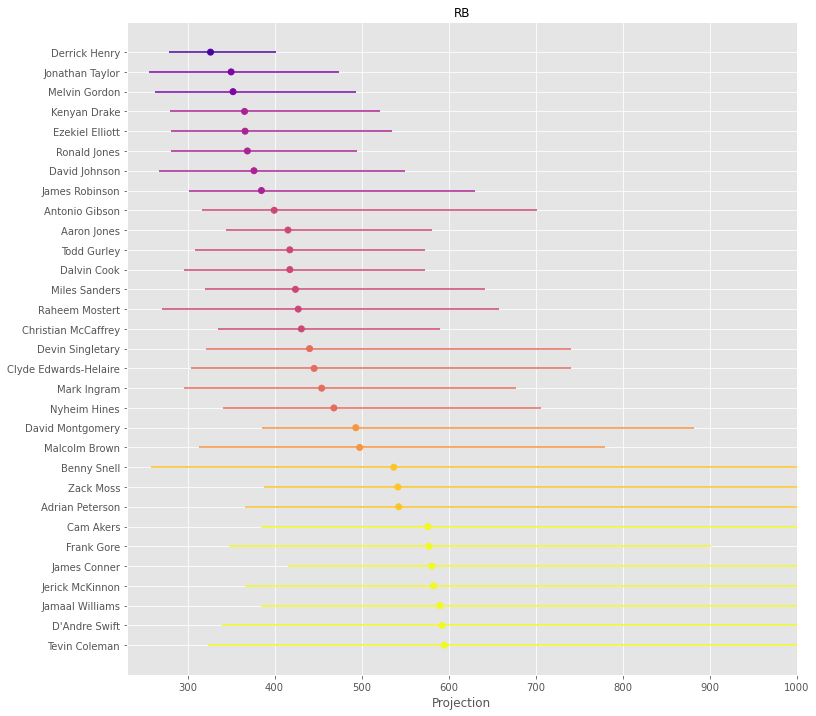 RB
Derrick Henry
Jonathan Taylor
Melvin Gordon
Kenyan Drake
Ezekiel Elliott
Ronald Jones
David Johnson
James Robinson
Antonio Gibson
Aaron Jones
Todd Gurley
Dalvin Cook
Miles Sanders
Raheem Mostert
Christian McCaffrey
Devin Singletary
Clyde Edwards-Helaire
Mark Ingram
Nyheim Hines
David Montgomery
Malcolm Brown
Benny Snell
Zack Moss
Adrian Peterson
Cam Akers
Frank Gore
James Conner
Jerick McKinnon
Jamaal Williams
D'Andre Swift
Tevin Coleman
300 400 500 600 700 800 900 1000
Projection